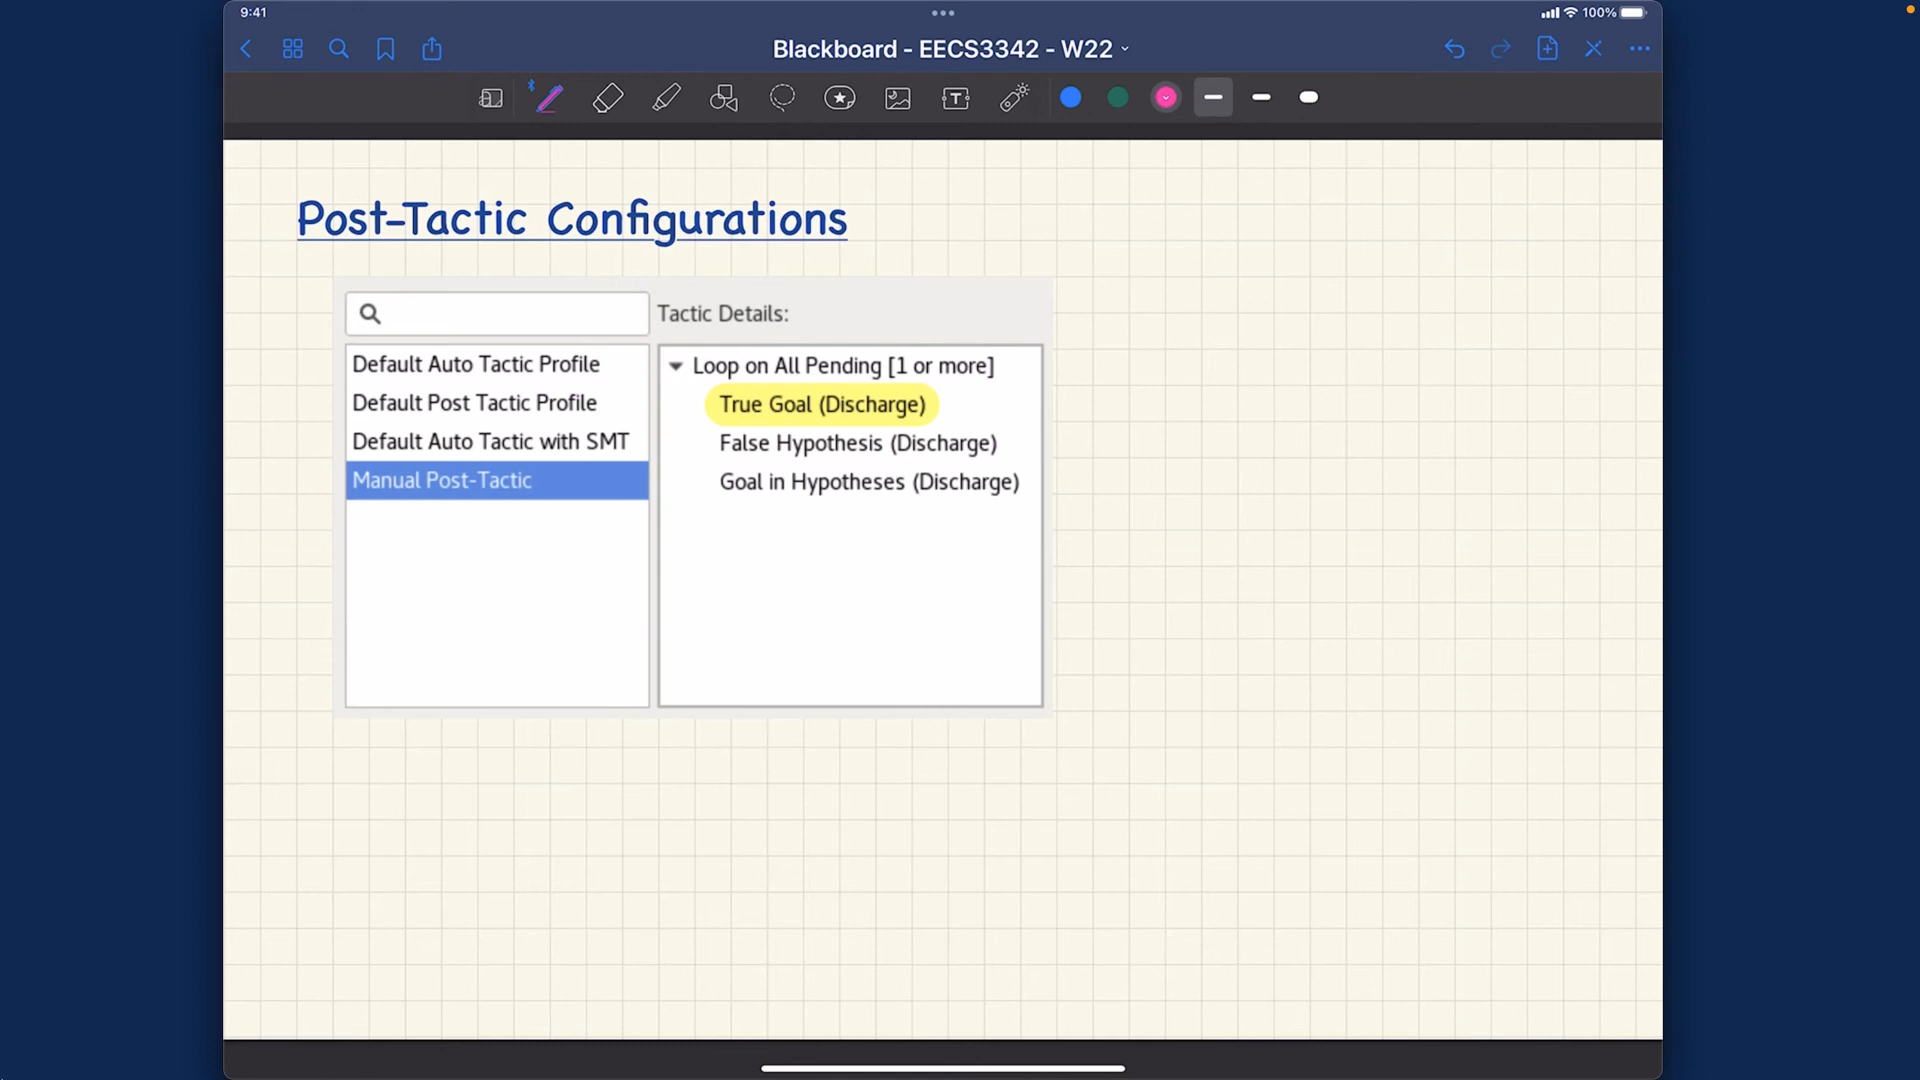 9:41
100%
Blackboard - EECS3342 - W22
Post-Tactic Configurations
Tactic Details:
Default Auto Tactic Profile
Default Post Tactic Profile
Default Auto Tactic with SMT
Manual Post-Tactic
Loop on All Pending [1 or more]
True Goal (Discharge)
False Hypothesis (Discharge)
Goal in Hypotheses (Discharge)